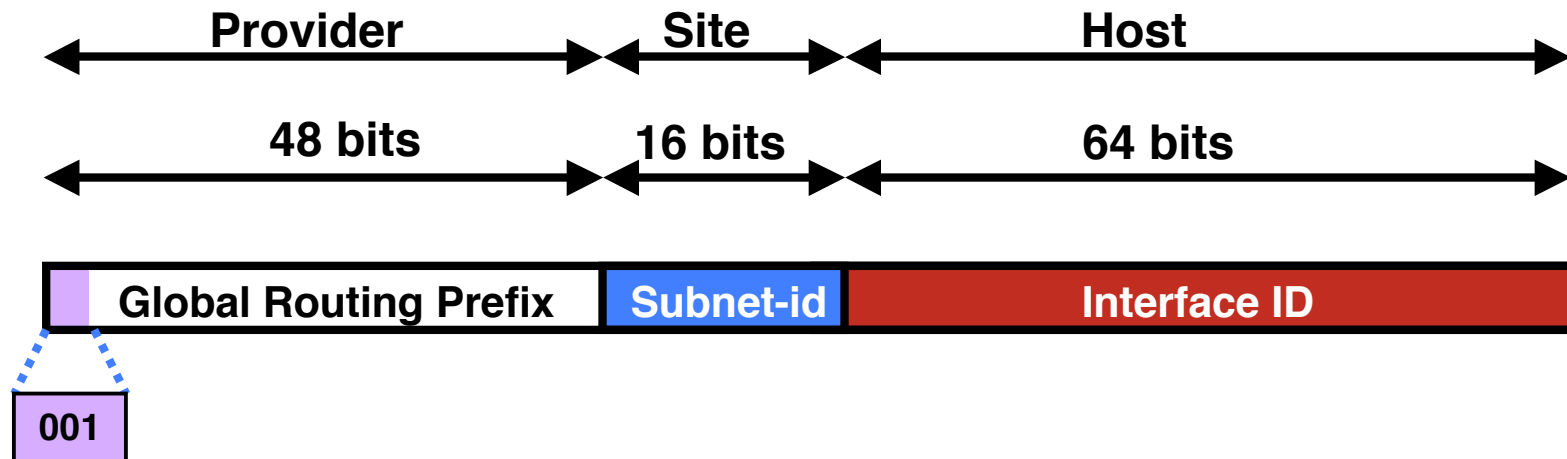 Provider Site Host
48 bits 16 bits 64 bits
Global Routing Prefix Subnet-id Interface ID
001